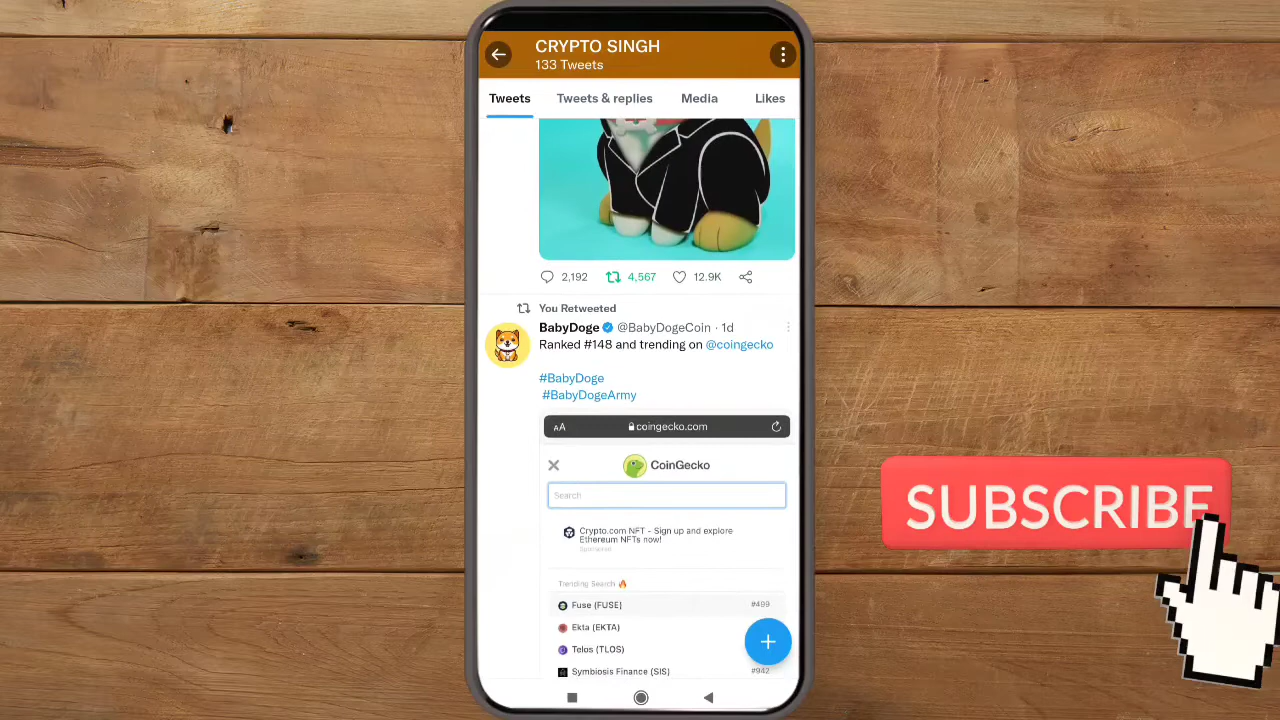 CRYPTO SINGH
133 Tweets
Tweets Tweets & replies Media Likes
2,192 4,567 12.9K
You Retweeted
BabyDoge @BabyDogeCoin · 1d
Ranked #148 and trending on @coingecko
#BabyDoge
#BabyDogeArmy
AA coingecko.com
CoinGecko
Search
Crypto.com NFT - Sign up and explore
Ethereum NFTs now!
Sponsored
Trending Search 🔥
Fuse (FUSE) #499
Ekta (EKTA)
Telos (TLOS)
Symbiosis Finance (SIS) #942
SUBSCRIBE